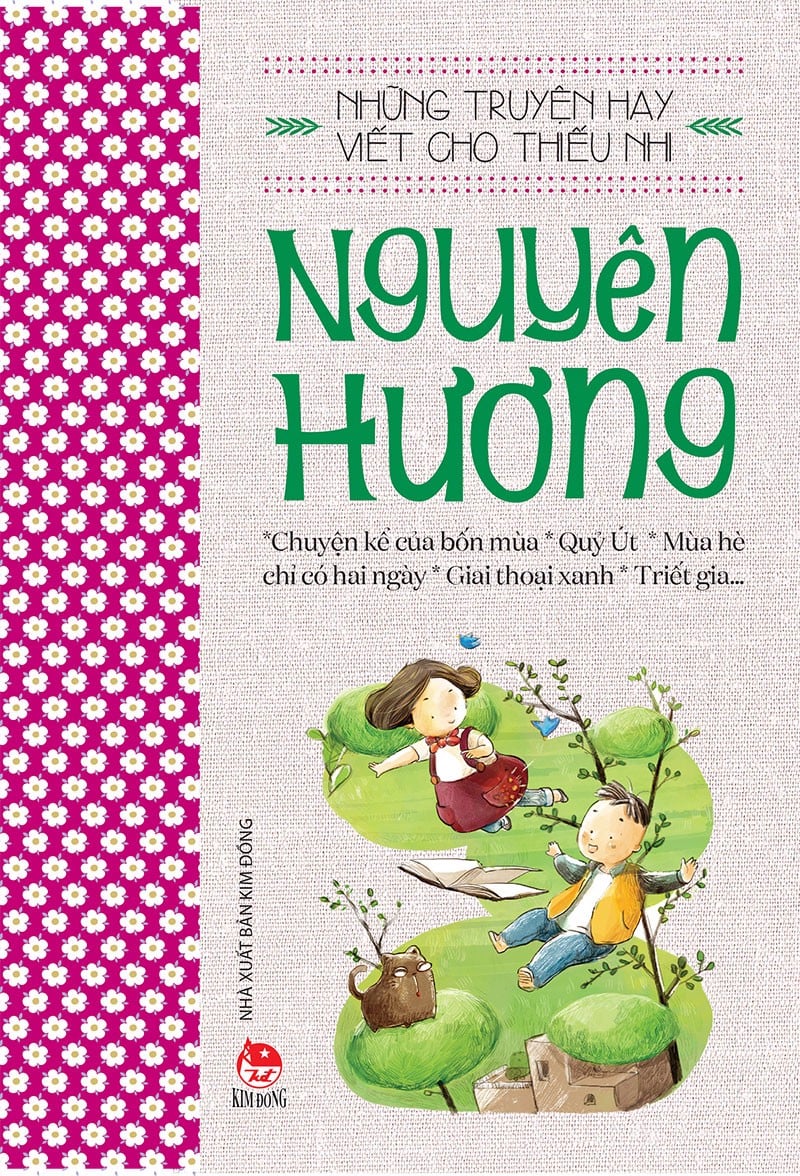 NHỮNG TRUYỆN HAY
VIẾT CHO THIẾU NHI
NGUYÊN
HƯƠNG
*Chuyện kể của bốn mùa * Quỷ Út * Mùa hè
chỉ có hai ngày * Giai thoại xanh * Triết gia...
NHÀ XUẤT BẢN KIM ĐỒNG
kđ
KIM ĐỒNG